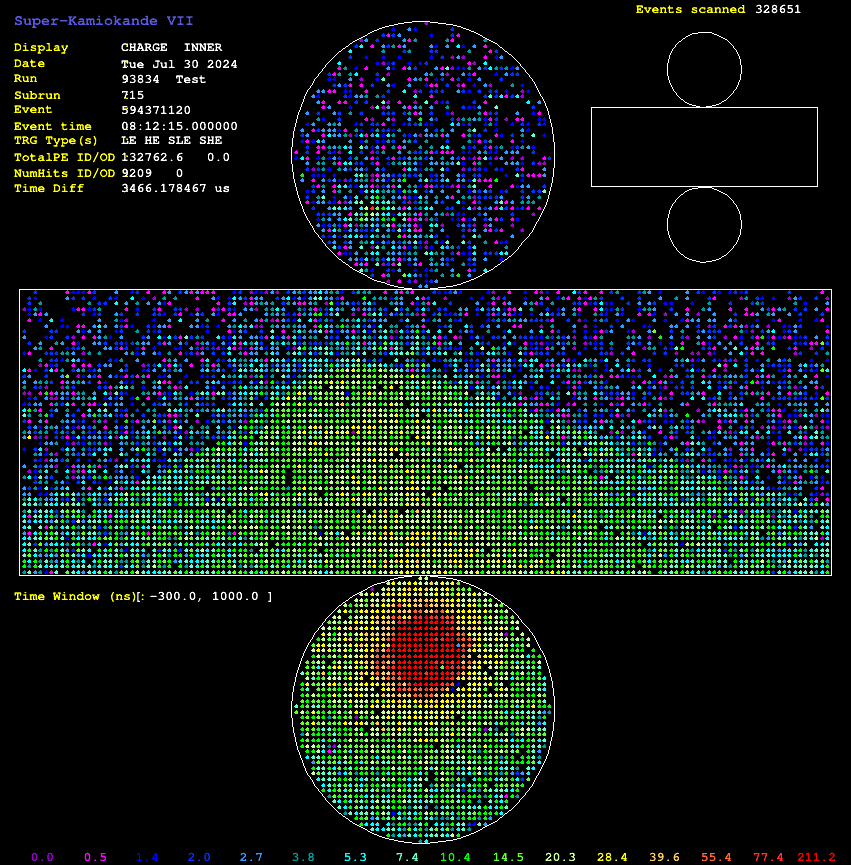 Super-Kamiokande VII
Events scanned 328651
Display CHARGE INNER
Date Tue Jul 30 2024
Run 93834 Test
Subrun 715
Event 594371120
Event time 08:12:15.000000
TRG Type(s) LE HE SLE SHE
TotalPE ID/OD 132762.6 0.0
NumHits ID/OD 9209 0
Time Diff 3466.178467 us
Time Window (ns)[: -300.0, 1000.0 ]
0.0 0.5 1.4 2.0 2.7 3.8 5.3 7.4 10.4 14.5 20.3 28.4 39.6 55.4 77.4 211.2